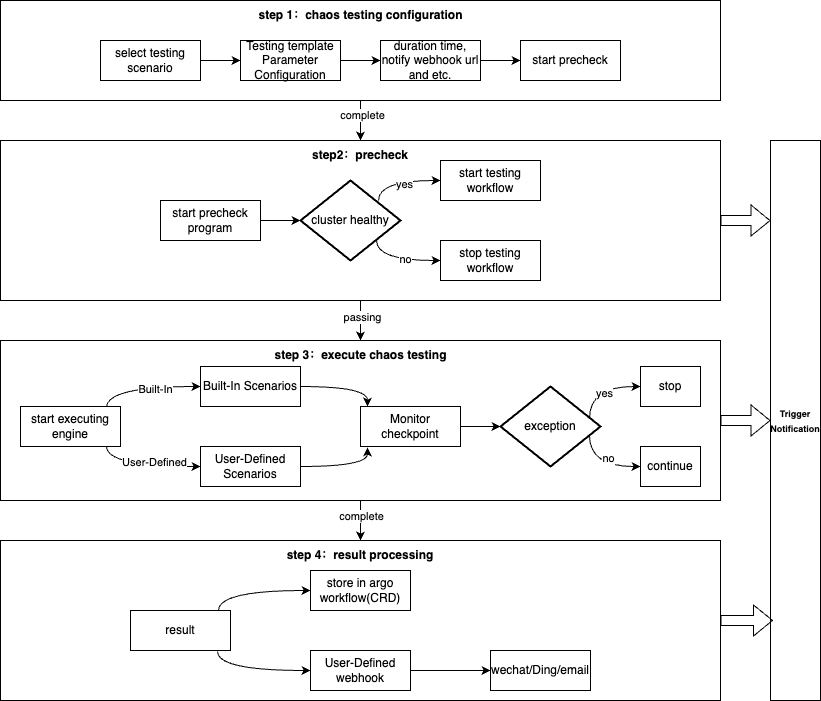 step 1：chaos testing configuration
select testing
scenario
Testing template
Parameter
Configuration
duration time,
notify webhook url
and etc.
start precheck
complete
step2：precheck
start precheck
program
cluster healthy
yes
start testing
workflow
no
stop testing
workflow
passing
step 3：execute chaos testing
start executing
engine
Built-In
Built-In Scenarios
User-Defined
User-Defined
Scenarios
Monitor
checkpoint
exception
yes
stop
no
continue
Trigger
Notification
complete
step 4：result processing
result
store in argo
workflow(CRD)
User-Defined
webhook
wechat/Ding/email